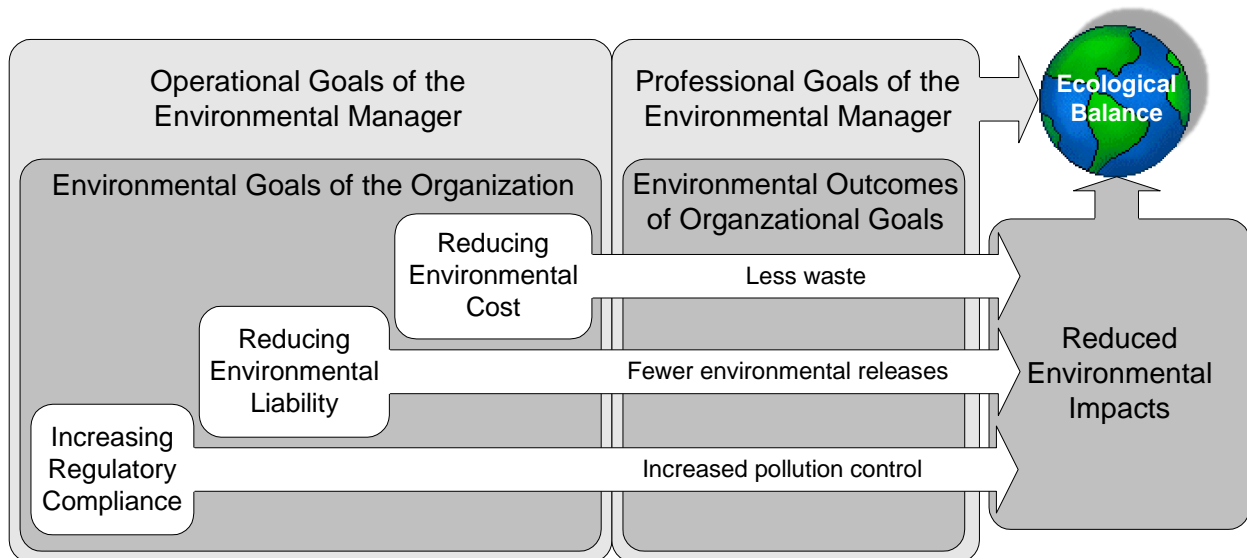 Operational Goals of the
Environmental Manager
Professional Goals of the
Environmental Manager
Ecological
Balance
Environmental Goals of the Organization
Environmental Outcomes
of Organzational Goals
Reducing
Environmental
Cost
Less waste
Reducing
Environmental
Liability
Fewer environmental releases
Increasing
Regulatory
Compliance
Increased pollution control
Reduced
Environmental
Impacts